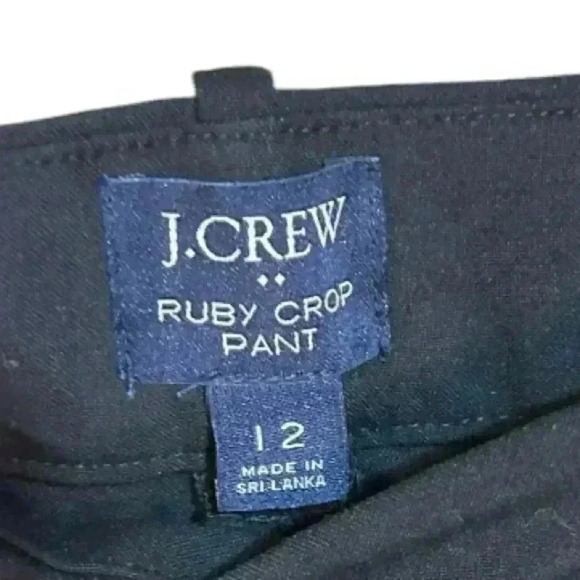 J.CREW
RUBY CROP
PANT
12
MADE IN
SRI LANKA